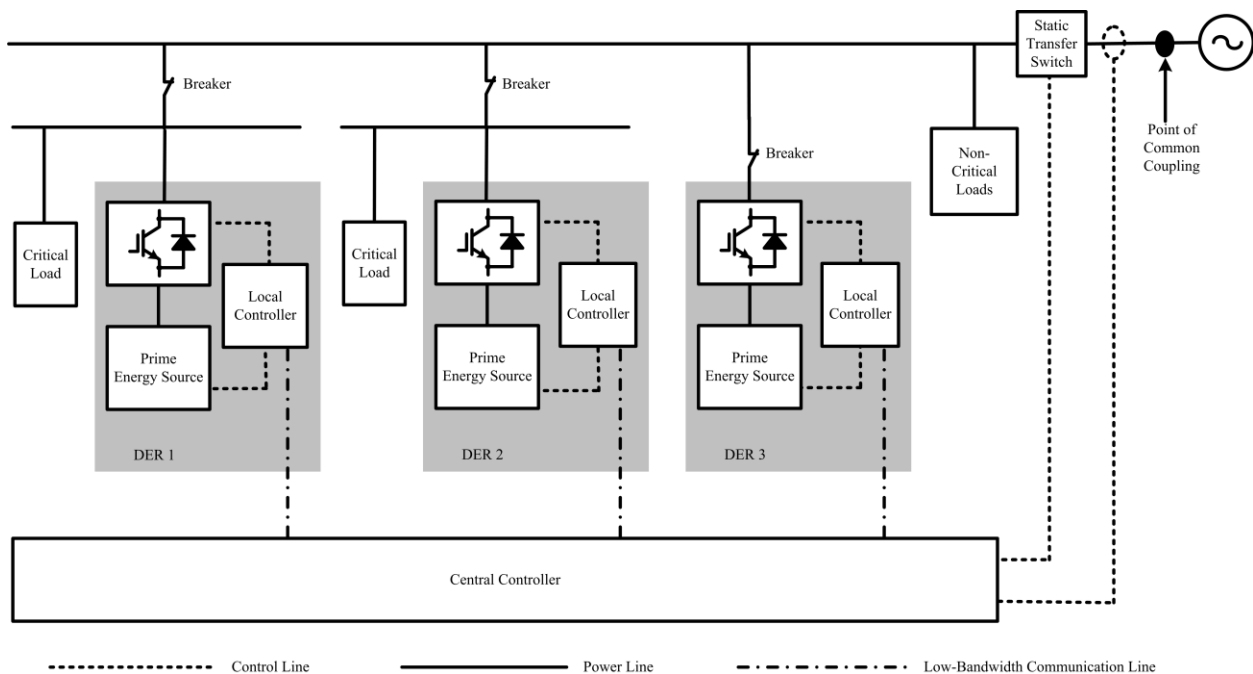 Static
Transfer
Switch
Breaker
Breaker
Breaker
Point of
Common
Coupling
Non-
Critical
Loads
Critical
Load
Local
Controller
Prime
Energy Source
DER 1
Critical
Load
Local
Controller
Prime
Energy Source
DER 2
Local
Controller
Prime
Energy Source
DER 3
Central Controller
Control Line
Power Line
Low-Bandwidth Communication Line